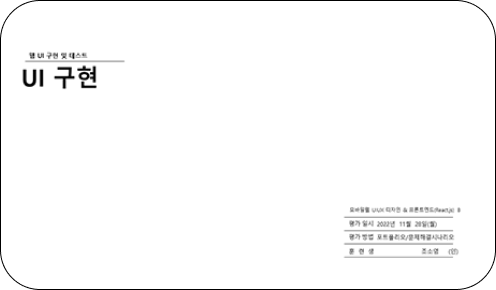 웹 UI 구현 및 테스트
UI 구현
모바일웹 UI/UX 디자인 & 프론트엔드(React.js) B
평가 일시 2022년 11월 28일(월)
평가 방법 포트폴리오/문제해결시나리오
훈 련 생 조소영 (인)